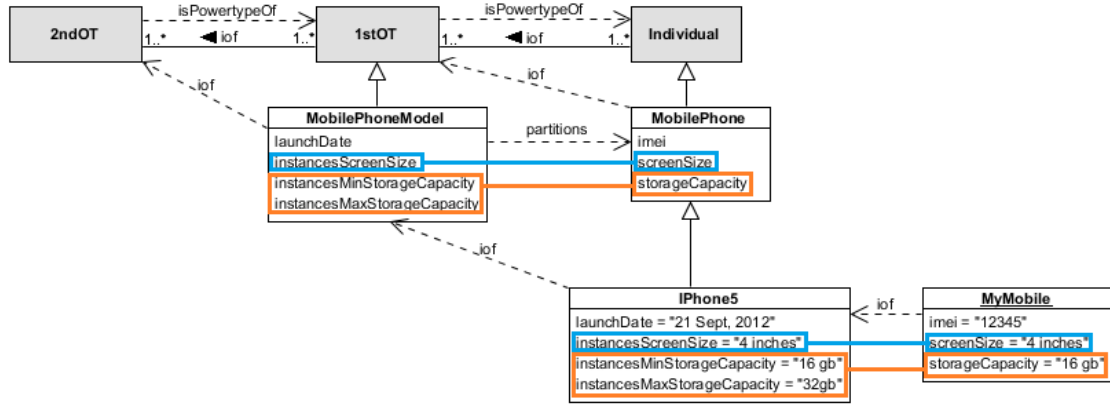 isPowertypeOf
isPowertypeOf
2ndOT
1stOT
Individual
1..*
iof
1..*
1..*
iof
1..*
iof
iof
iof
MobilePhoneModel
launchDate
instancesScreenSize
instancesMinStorageCapacity
instancesMaxStorageCapacity
partitions
MobilePhone
imei
screenSize
storageCapacity
iof
IPhone5
launchDate = "21 Sept, 2012"
instancesScreenSize = "4 inches"
instancesMinStorageCapacity = "16 gb"
instancesMaxStorageCapacity = "32gb"
iof
MyMobile
imei = "12345"
screenSize = "4 inches"
storageCapacity = "16 gb"